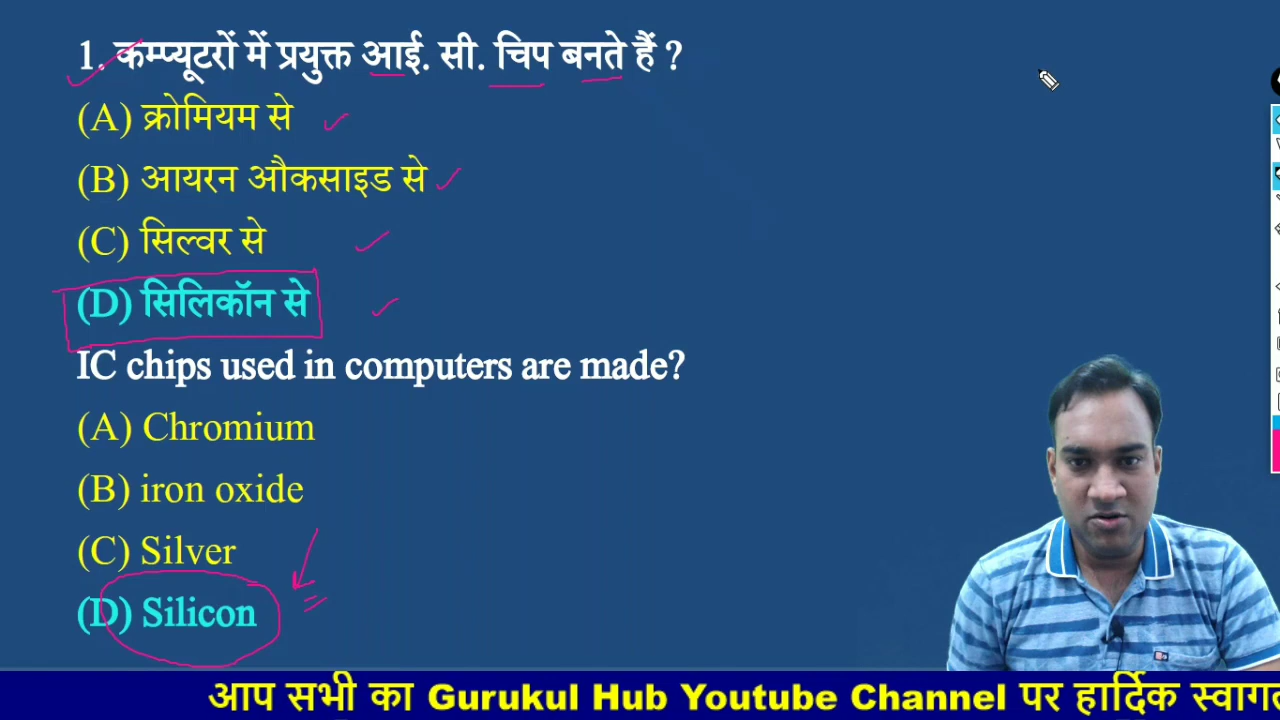 1. कम्प्यूटरों में प्रयुक्त आई. सी. चिप बनते हैं ?
(A) क्रोमियम से
(B) आयरन औकसाइड से
(C) सिल्वर से
(D) सिलिकॉन से
IC chips used in computers are made?
(A) Chromium
(B) iron oxide
(C) Silver
(D) Silicon
आप सभी का Gurukul Hub Youtube Channel पर हार्दिक